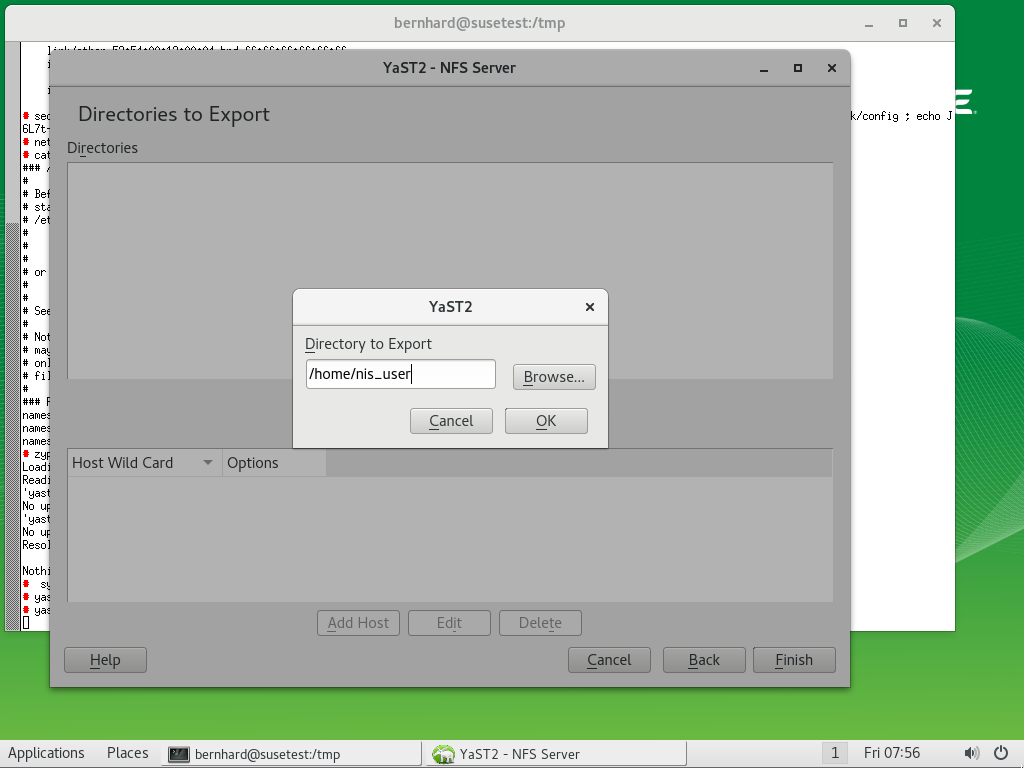 bernhard@susetest:/tmp
YaST2 - NFS Server
Directories to Export
k/config ; echo J
6L7t-
Directories
# net
# cat
### /
#
# Bef
# sta
# /et
#
#
#
# or
#
#
# See
#
# Not
# may
# onl
# fil
#
YaST2
Directory to Export
/home/nis_user
Browse...
Cancel
OK
names
names
names
# zyp
Host Wild Card
Options
Loadi
Readi
'yast
No up
'yast
No up
Resol
Nothi
# sy
# yas
# yas
Add Host
Edit
Delete
Help
Cancel
Back
Finish
Applications
Places
bernhard@susetest:/tmp
YaST2 - NFS Server
1
Fri 07:56